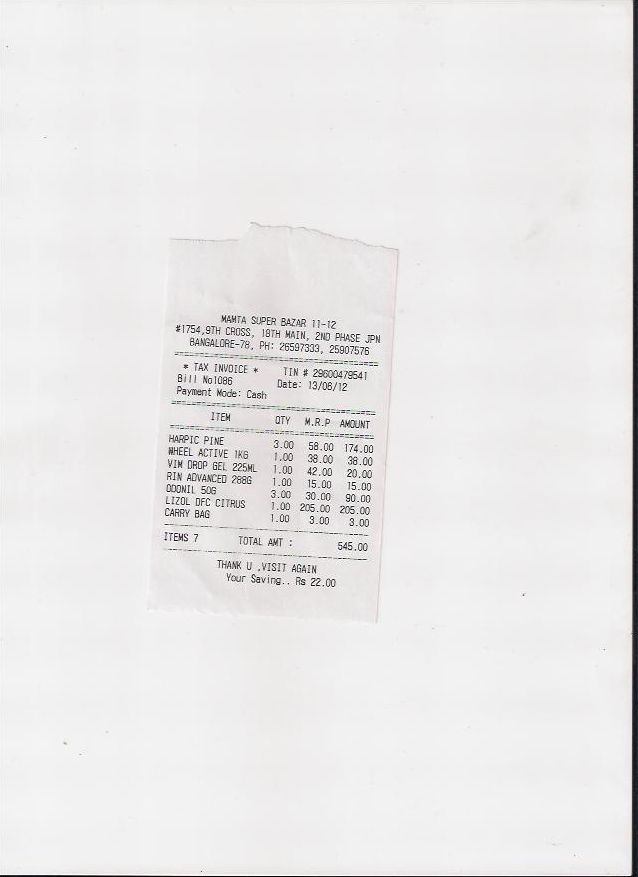 MAMTA SUPER BAZAR 11-12
#1754,9TH CROSS, 18TH MAIN, 2ND PHASE JPN
BANGALORE-78, PH: 26597333, 25907576
* TAX INVOICE * TIN # 29600479541
Bill No1086 Date: 13/06/12
Payment Mode: Cash
ITEM QTY M.R.P AMOUNT
HARPIC PINE 3.00 58.00 174.00
WHEEL ACTIVE 1KG 1.00 38.00 38.00
VIM DROP GEL 225ML 1.00 42.00 20.00
RIN ADVANCED 288G 1.00 15.00 15.00
ODONIL 50G 3.00 30.00 90.00
LIZOL DFC CITRUS 1.00 205.00 205.00
CARRY BAG 1.00 3.00 3.00
ITEMS 7 TOTAL AMT : 545.00
THANK U ,VISIT AGAIN
Your Saving.. Rs 22.00